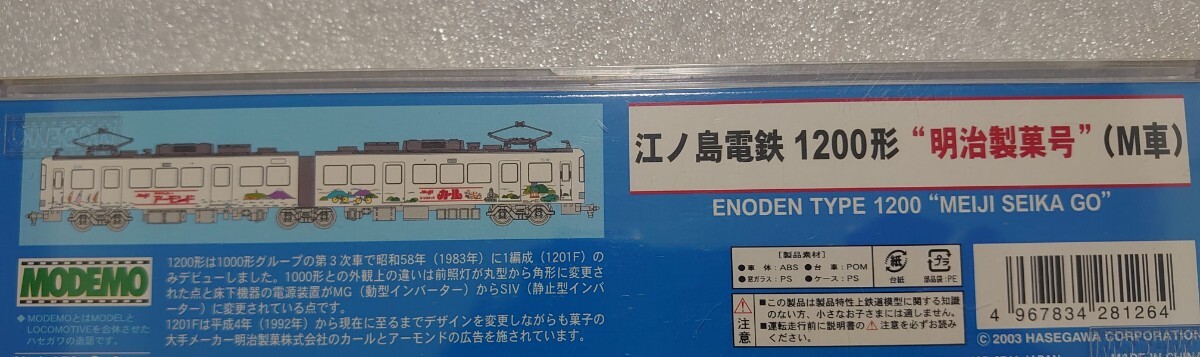 江ノ島電鉄 1200形 “明治製菓号” (M車)
ENODEN TYPE 1200 “MEIJI SEIKA GO”
アーモンド
カール
MODEMO
◆MODEMOとはMODELと
LOCOMOTIVEを合体させた
ハセガワの造語です。
1200形は1000形グループの第3次車で昭和58年(1983年)に1編成(1201F)の
みデビューしました。1000形との外観上の違いは前照灯が丸型から角形に変更さ
れた点と床下機器の電源装置がMG(動型インバーター)からSIV(静止型インバ
ーター)に変更されている点です。
1201Fは平成4年(1992年)から現在に至るまでデザインを変更しながらも菓子の
大手メーカー明治製菓株式会社のカールとアーモンドの広告を施されています。
[製品素材]
●車体:ABS ●台車:POM
●窓ガラス:PS ●ケース:PS
紙
台紙
プラ
部品袋:PE
注意
■この製品は製品特性上鉄道模型に関する知識
のない方、小さなお子さまには適しません。
■運転走行前に説明書の⚠注意を必ずお読み
ください。
4 967834 281264
© 2003 HASEGAWA CORPORATION